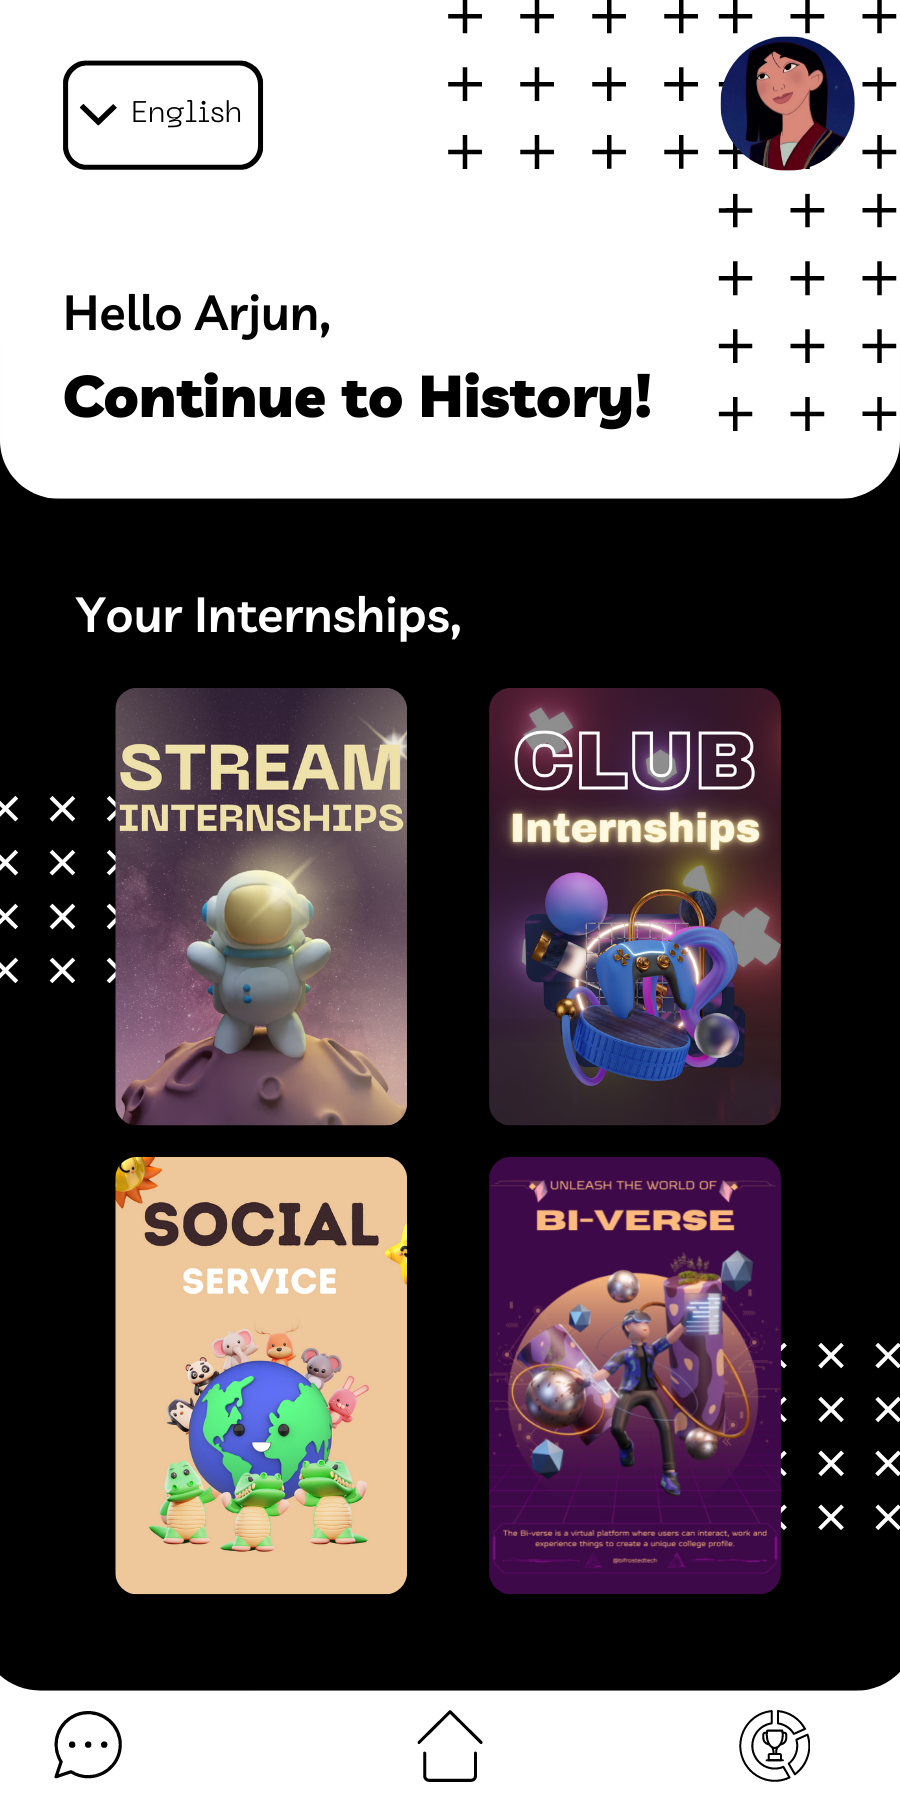 English
Hello Arjun,
Continue to History!
Your Internships,
STREAM
INTERNSHIPS
CLUB
Internships
SOCIAL
SERVICE
UNLEASH THE WORLD OF
BI-VERSE
The Bi-verse is a virtual platform where users can interact, work and
experience things to create a unique college profile.
@bifrostedtech